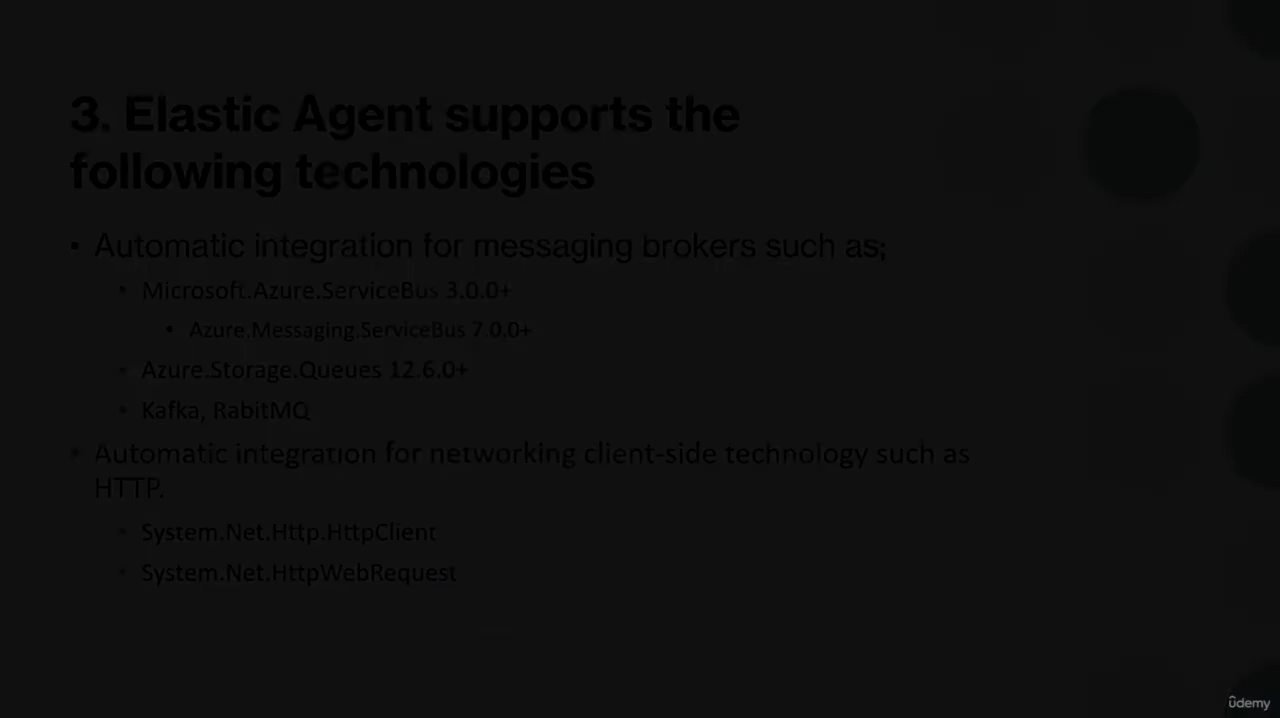 3. Elastic Agent supports the
following technologies
• Automatic integration for messaging brokers such as;
• Microsoft.Azure.ServiceBus 3.0.0+
• Azure.Messaging.ServiceBus 7.0.0+
• Azure.Storage.Queues 12.6.0+
• Kafka, RabitMQ
• Automatic integration for networking client-side technology such as
HTTP.
• System.Net.Http.HttpClient
• System.Net.HttpWebRequest
ûdemy